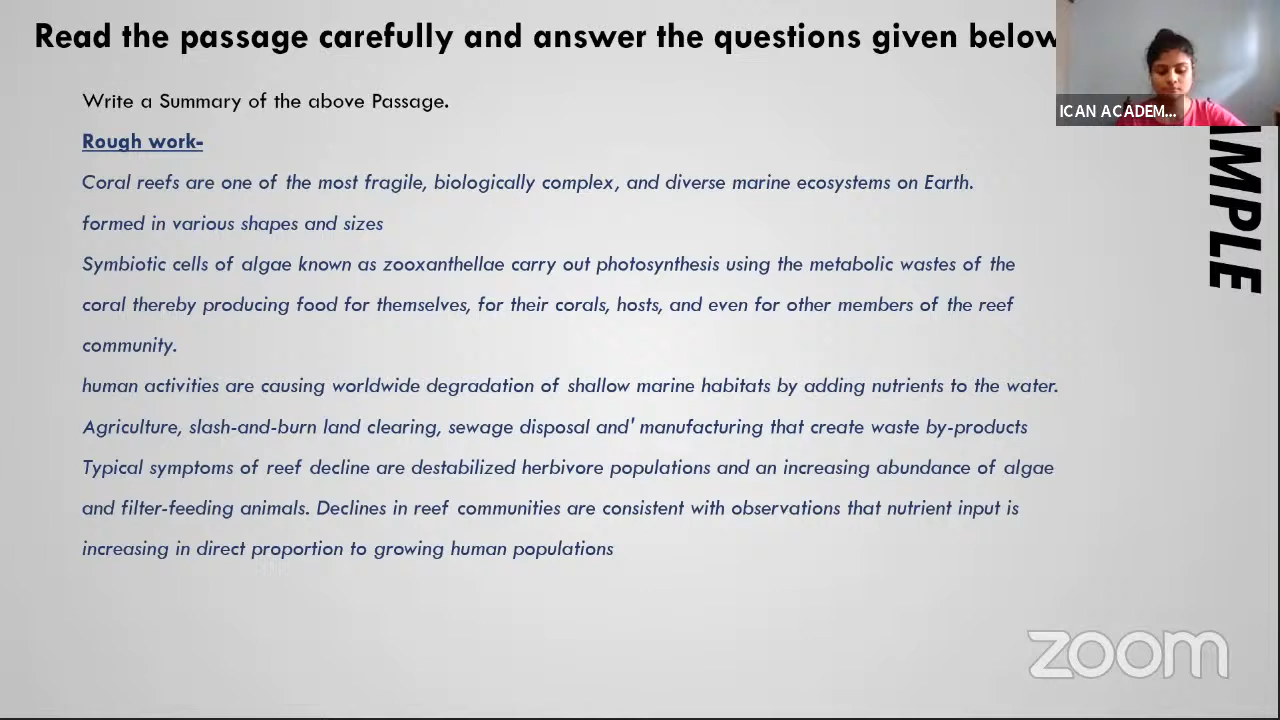 Read the passage carefully and answer the questions given below
Write a Summary of the above Passage.
Rough work-
Coral reefs are one of the most fragile, biologically complex, and diverse marine ecosystems on Earth.
formed in various shapes and sizes
Symbiotic cells of algae known as zooxanthellae carry out photosynthesis using the metabolic wastes of the
coral thereby producing food for themselves, for their corals, hosts, and even for other members of the reef
community.
human activities are causing worldwide degradation of shallow marine habitats by adding nutrients to the water.
Agriculture, slash-and-burn land clearing, sewage disposal and' manufacturing that create waste by-products
Typical symptoms of reef decline are destabilized herbivore populations and an increasing abundance of algae
and filter-feeding animals. Declines in reef communities are consistent with observations that nutrient input is
increasing in direct proportion to growing human populations
ICAN ACADEM...
AMPLE
zoom